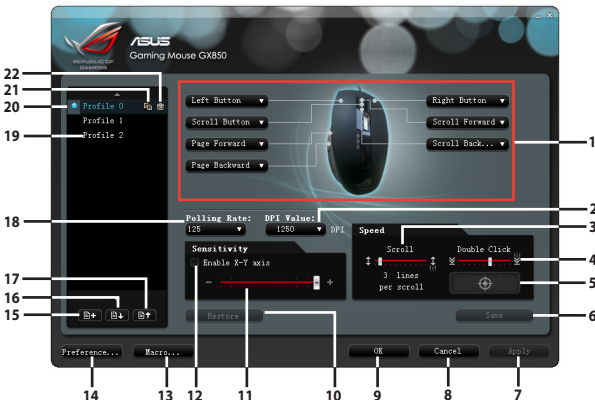 REPUBLIC OF
GAMERS
ASUS
Gaming Mouse GX850
22
21
20
19
Profile 0
Profile 1
Profile 2
Left Button
Scroll Button
Page Forward
Page Backward
Right Button
Scroll Forward
Scroll Back...
1
2
3
4
5
6
18
Polling Rate:
125
DPI Value:
1250
DPI
Sensitivity
Enable X-Y axis
Speed
Scroll
3 lines
per scroll
Double Click
17
16
15
Restore
Save
Preference...
Macro...
OK
Cancel
Apply
14
13
12
11
10
9
8
7